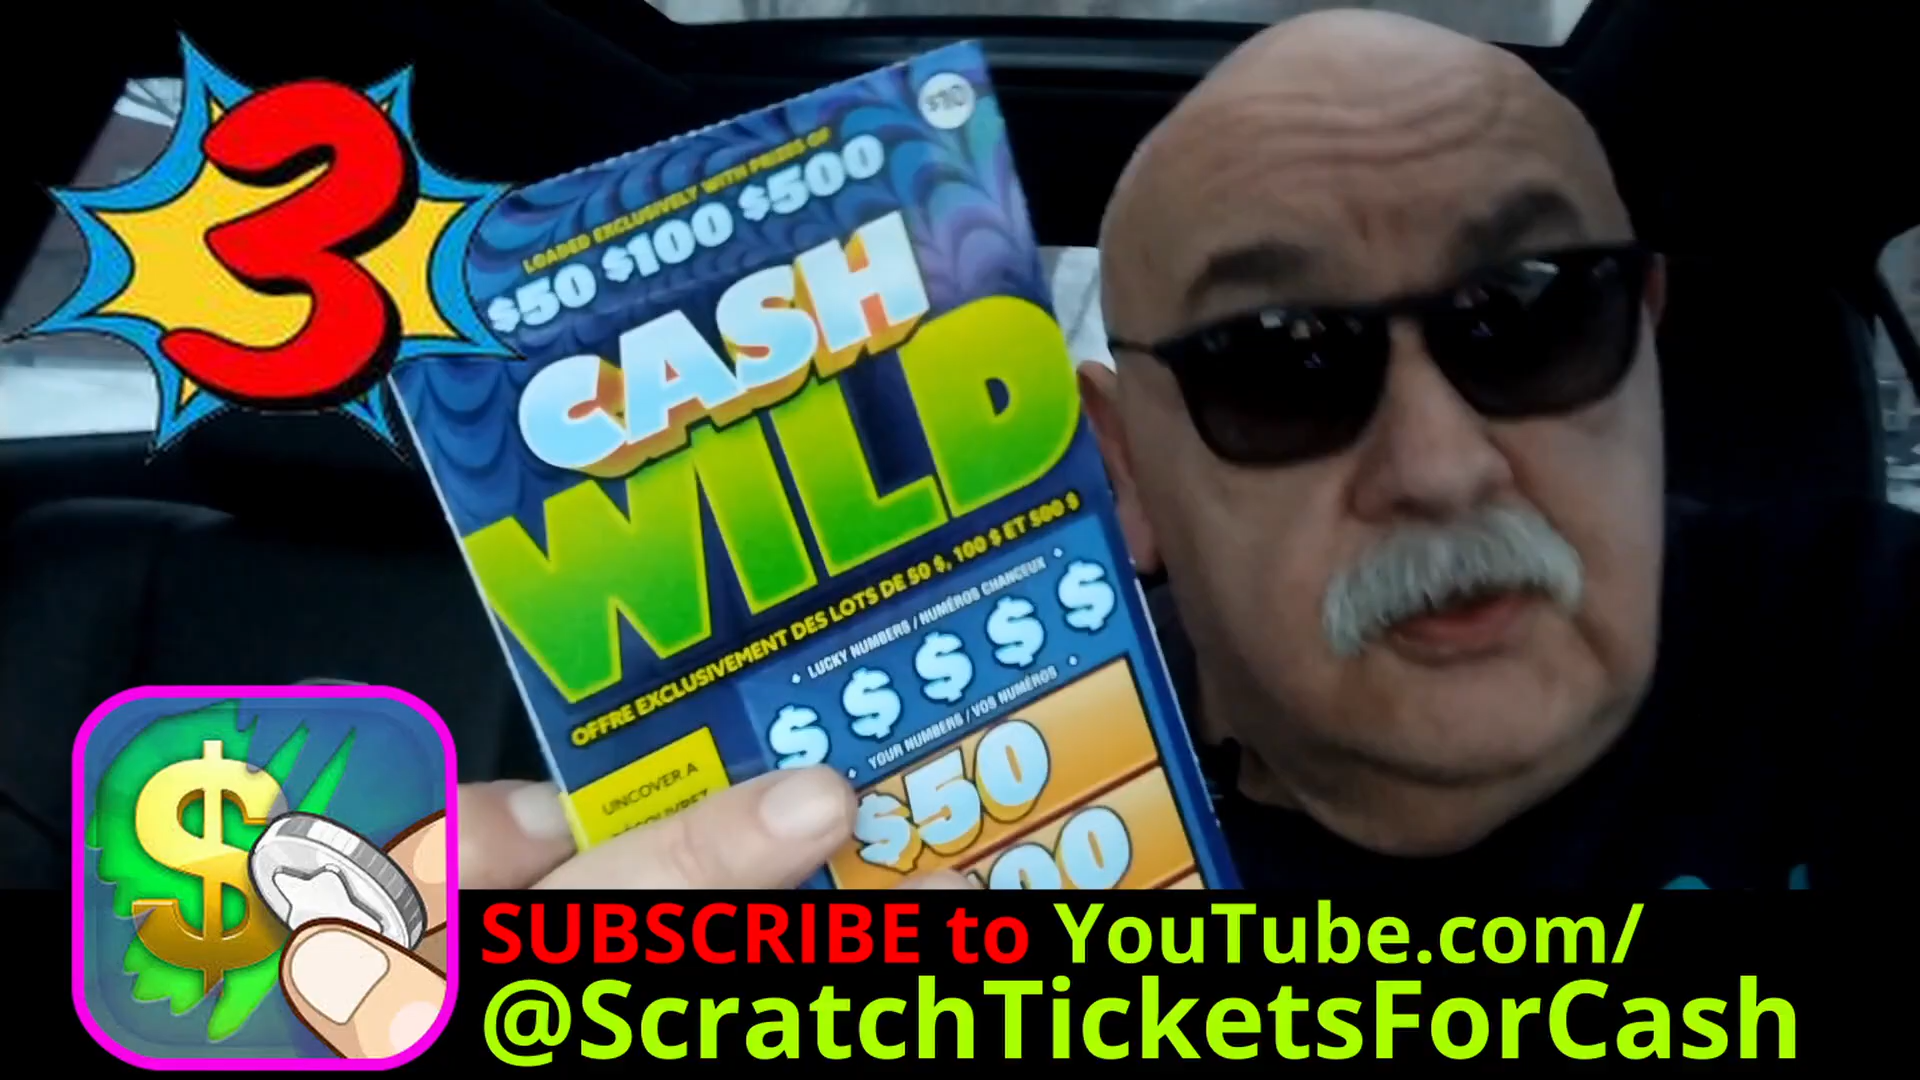 3
$10
LOADED EXCLUSIVELY WITH PRIZES OF
$50 $100 $500
CASH
WILD
OFFRE EXCLUSIVEMENT DES LOTS DE 50 $, 100 $ ET 500 $
LUCKY NUMBERS / NUMÉROS CHANCEUX
$ $ $ $ $
YOUR NUMBERS / VOS NUMÉROS
$50
UNCOVER A
$
SUBSCRIBE to YouTube.com/
@ScratchTicketsForCash